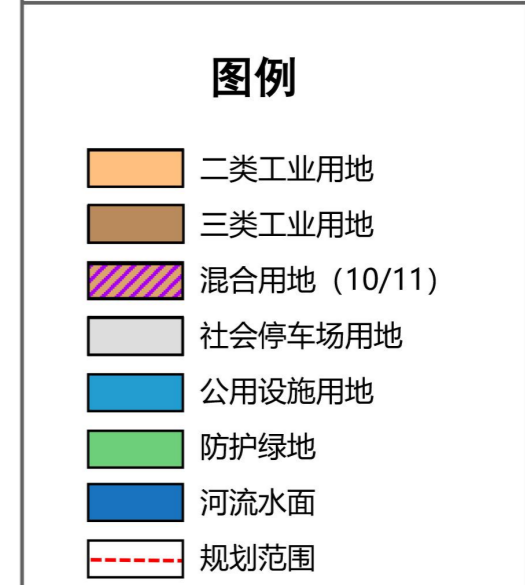 图例
二类工业用地
三类工业用地
混合用地（10/11）
社会停车场用地
公用设施用地
防护绿地
河流水面
规划范围